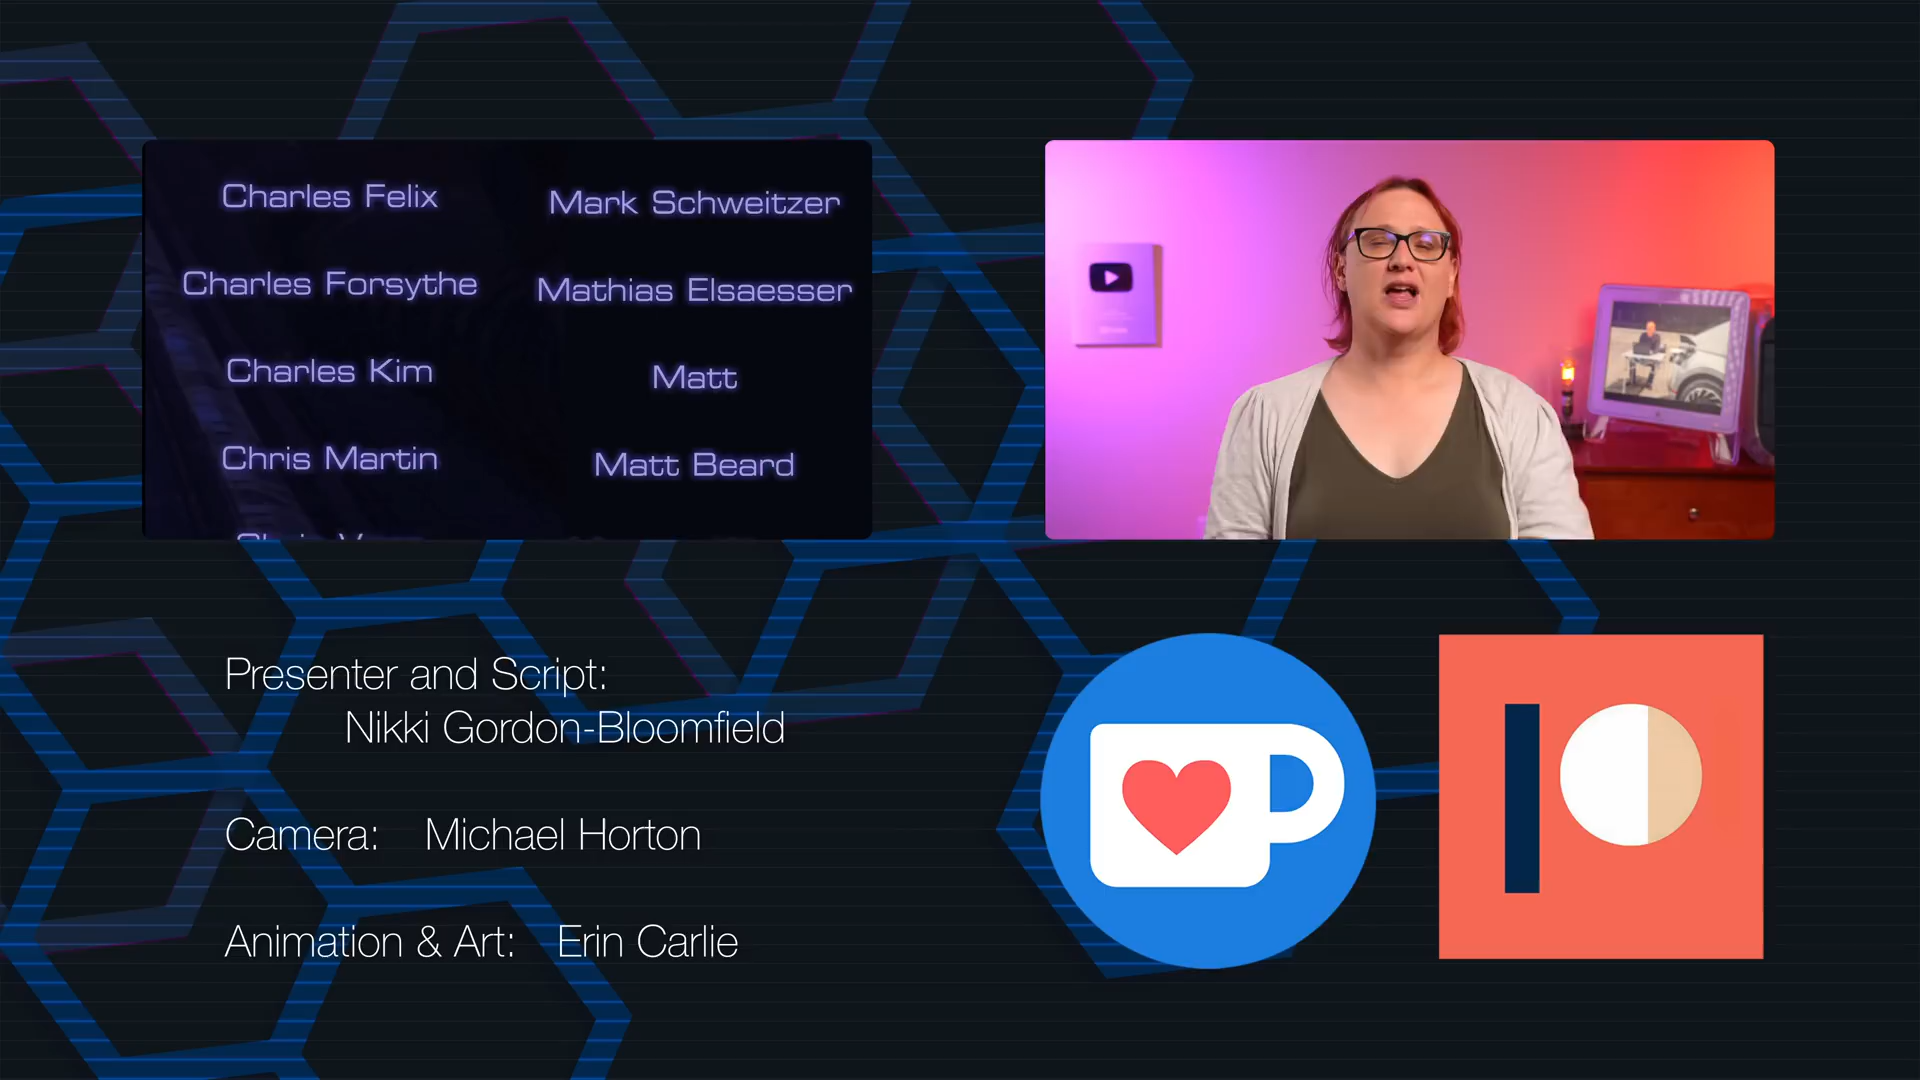 Charles Felix
Charles Forsythe
Charles Kim
Chris Martin
Mark Schweitzer
Mathias Elsaesser
Matt
Matt Beard
Presenter and Script:
Nikki Gordon-Bloomfield
Camera: Michael Horton
Animation & Art: Erin Carlie